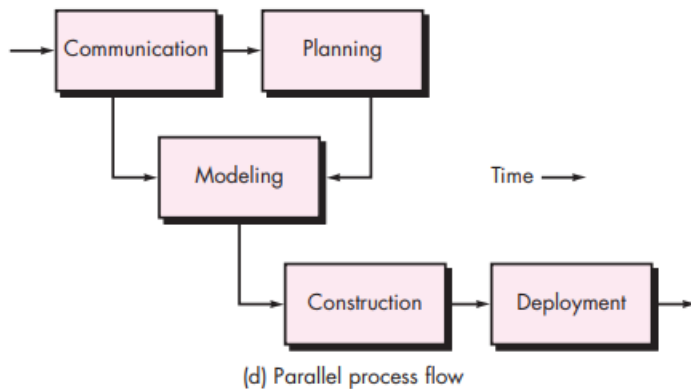 Communication
Planning
Modeling
Time
Construction
Deployment
(d) Parallel process flow